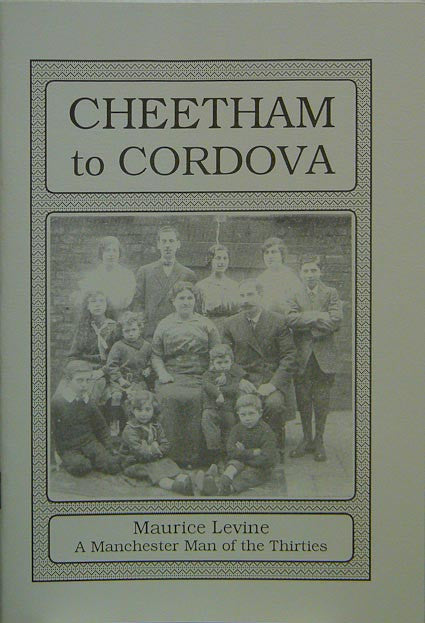 CHEETHAM
to CORDOVA
Maurice Levine
A Manchester Man of the Thirties